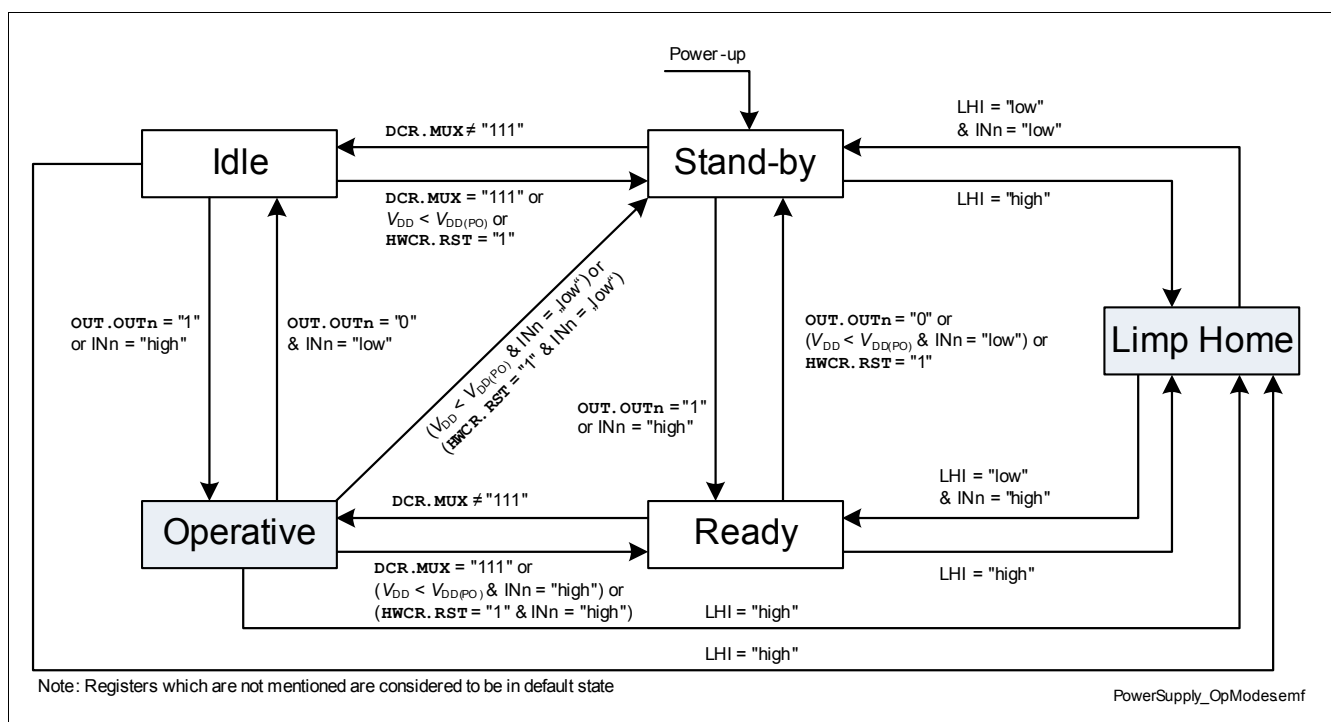 Power-up
LHI = "low"
& INn = "low"
DCR.MUX ≠ "111"
Idle
Stand-by
DCR.MUX = "111" or
VDD < VDD(PO) or
HWCR.RST = "1"
LHI = "high"
(VDD < VDD(PO) & INn = „low“) or
(HWCR.RST = "1" & INn = „low“)
OUT.OUTn = "1"
or INn = "high"
OUT.OUTn = "0"
& INn = "low"
OUT.OUTn = "0" or
(VDD < VDD(PO) & INn = "low") or
HWCR.RST = "1"
Limp Home
OUT.OUTn = "1"
or INn = "high"
LHI = "low"
& INn = "high"
DCR.MUX ≠ "111"
Operative
Ready
DCR.MUX = "111" or
(VDD < VDD(PO) & INn = "high") or
(HWCR.RST = "1" & INn = "high")
LHI = "high"
LHI = "high"
LHI = "high"
Note: Registers which are not mentioned are considered to be in default state
PowerSupply_OpModes.emf